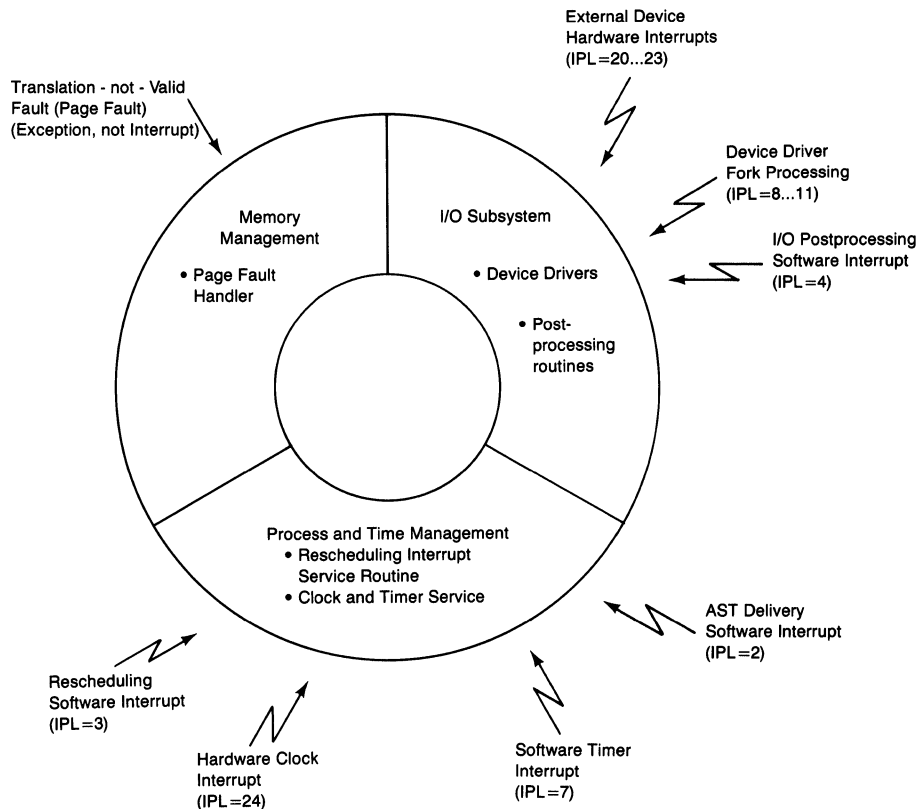 External Device
Hardware Interrupts
(IPL=20...23)
Translation - not - Valid
Fault (Page Fault)
(Exception, not Interrupt)
Device Driver
Fork Processing
(IPL=8...11)
Memory
Management
• Page Fault
Handler
I/O Subsystem
• Device Drivers
• Post-
processing
routines
I/O Postprocessing
Software Interrupt
(IPL=4)
Process and Time Management
• Rescheduling Interrupt
Service Routine
• Clock and Timer Service
AST Delivery
Software Interrupt
(IPL=2)
Rescheduling
Software Interrupt
(IPL=3)
Hardware Clock
Interrupt
(IPL=24)
Software Timer
Interrupt
(IPL=7)